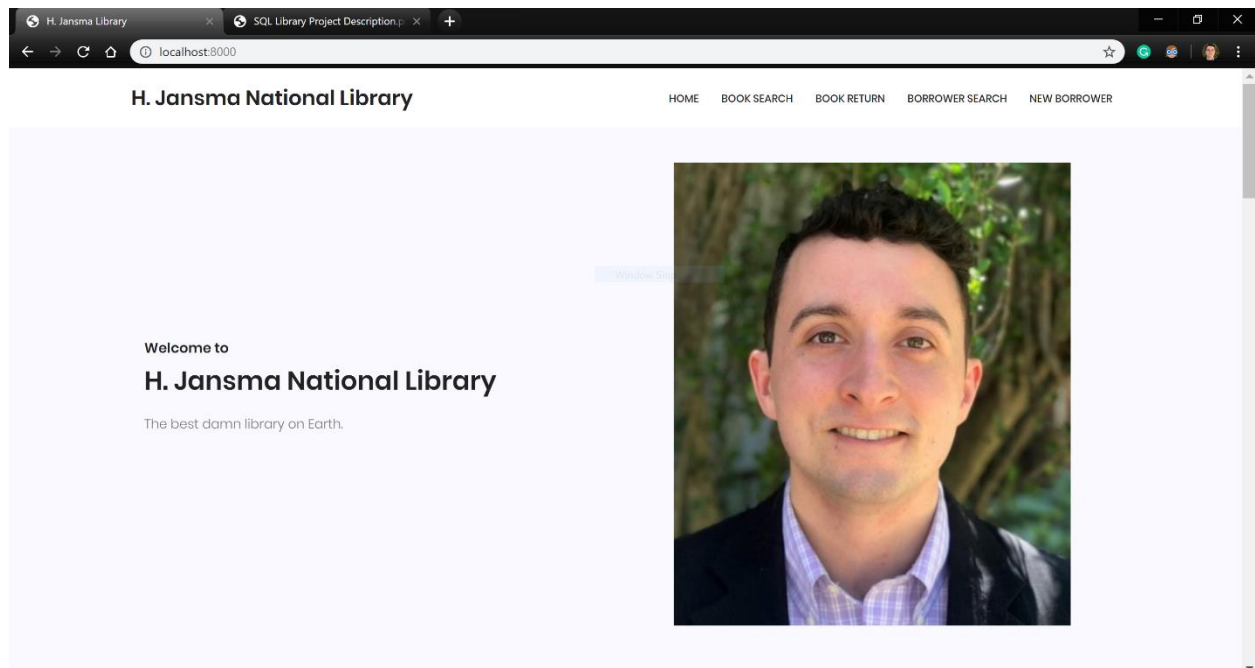 H. Jansma Library
SQL Library Project Description.p
localhost:8000
H. Jansma National Library
HOME BOOK SEARCH BOOK RETURN BORROWER SEARCH NEW BORROWER
Window
Welcome to
H. Jansma National Library
The best damn library on Earth.